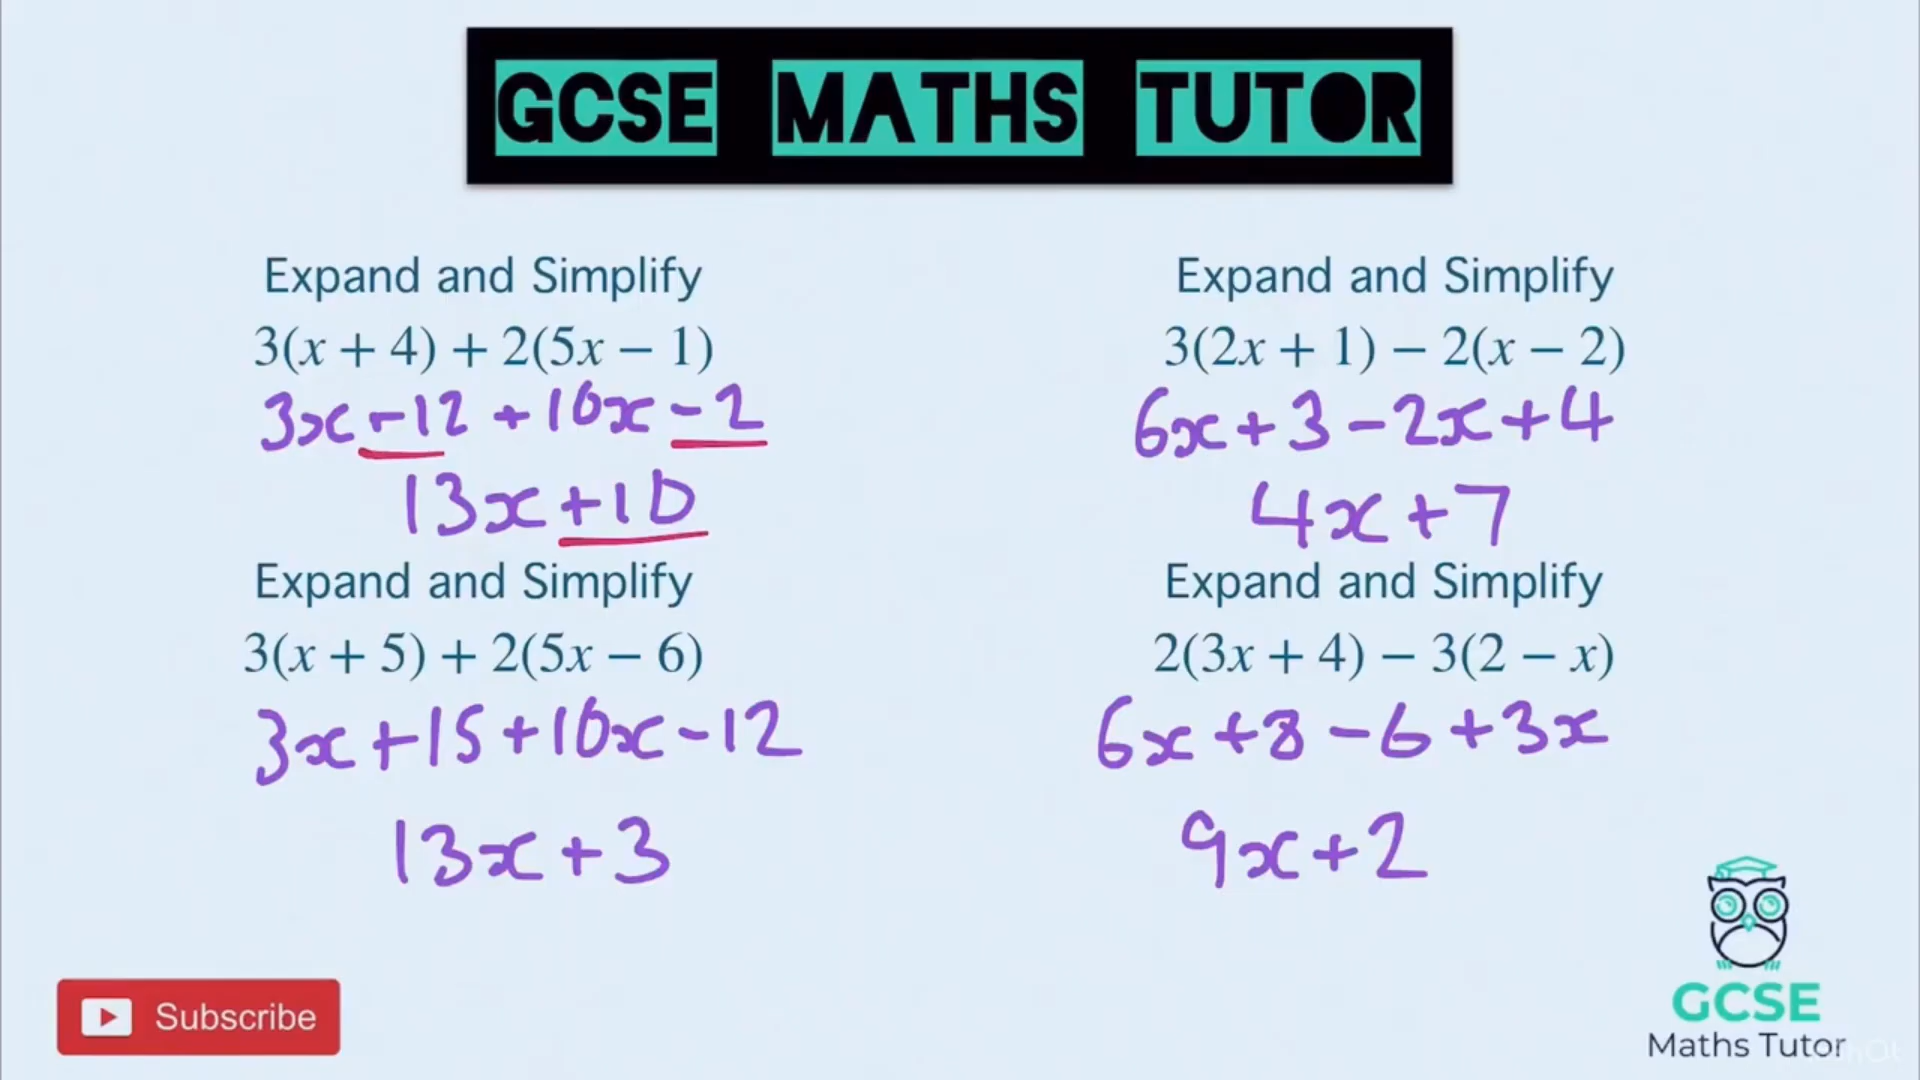 GCSE MATHS TUTOR
Expand and Simplify
3(x + 4) + 2(5x − 1)
3x - 12 + 10x - 2
13x + 10
Expand and Simplify
3(2x + 1) − 2(x − 2)
6x + 3 - 2x + 4
4x + 7
Expand and Simplify
3(x + 5) + 2(5x − 6)
3x + 15 + 10x - 12
13x + 3
Expand and Simplify
2(3x + 4) − 3(2 − x)
6x + 8 - 6 + 3x
9x + 2
Subscribe
GCSE
Maths Tutor